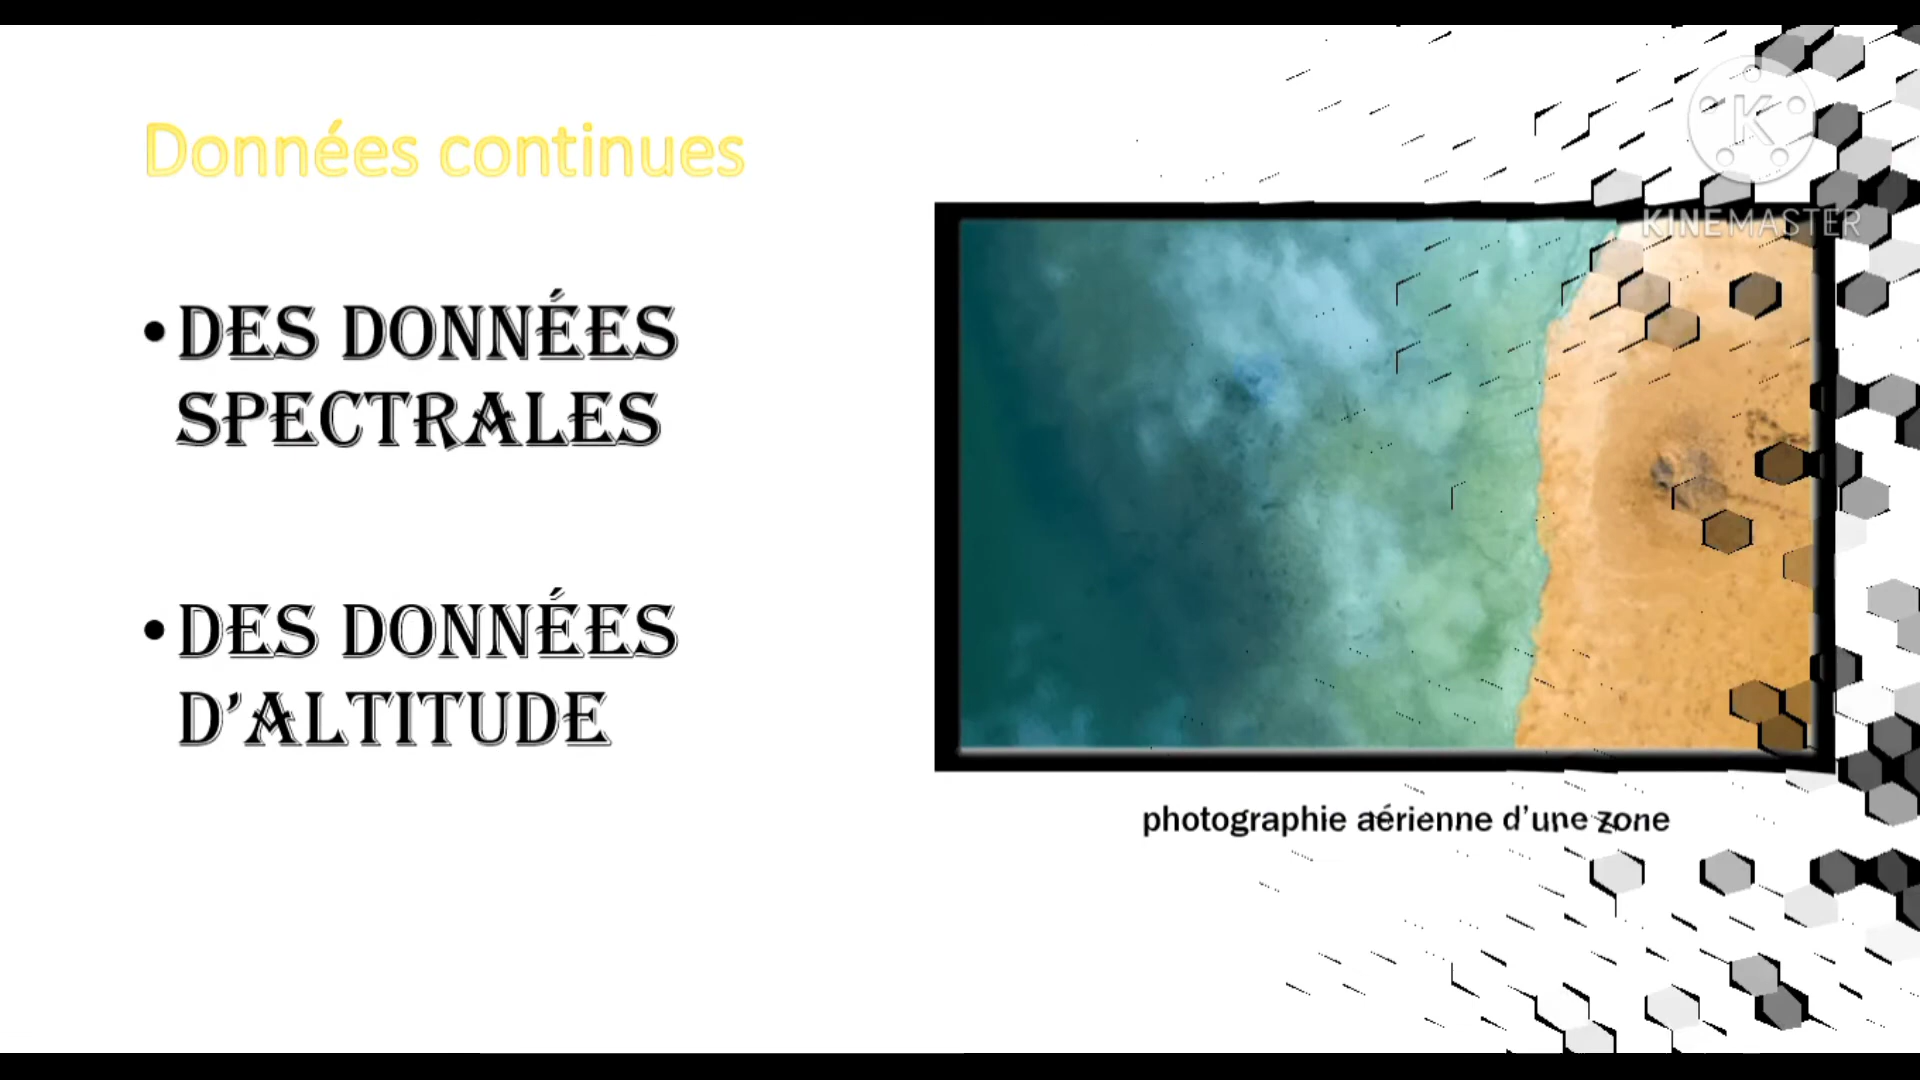 Données continues
K
KINEMASTER
• DES DONNÉES
SPECTRALES
• DES DONNÉES
D’ALTITUDE
photographie aérienne d’une zone